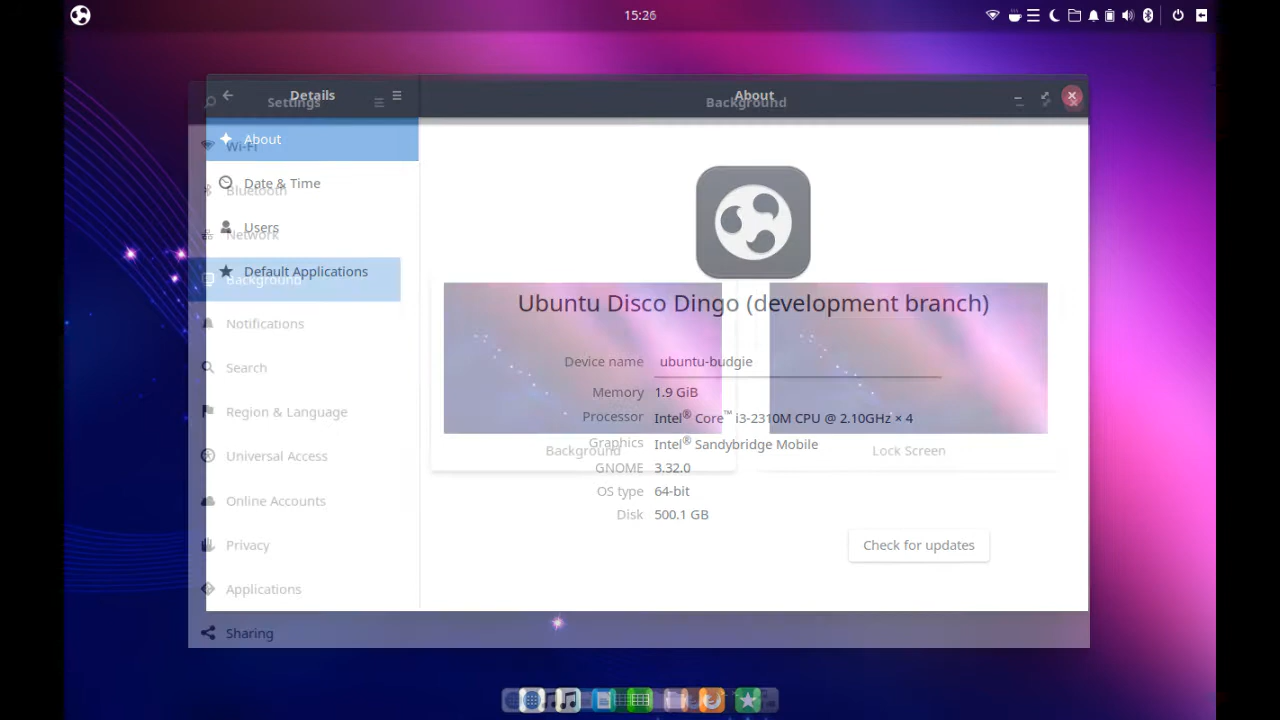 15:26
Settings
Details
Background
About
Wi-Fi
About
Bluetooth
Date & Time
Network
Users
Background
Default Applications
Notifications
Search
Region & Language
Universal Access
Online Accounts
Privacy
Applications
Sharing
Ubuntu Disco Dingo (development branch)
Device name ubuntu-budgie
Memory 1.9 GiB
Processor Intel® Core™ i3-2310M CPU @ 2.10GHz × 4
Graphics Intel® Sandybridge Mobile
GNOME 3.32.0
OS type 64-bit
Disk 500.1 GB
Background
Lock Screen
Check for updates